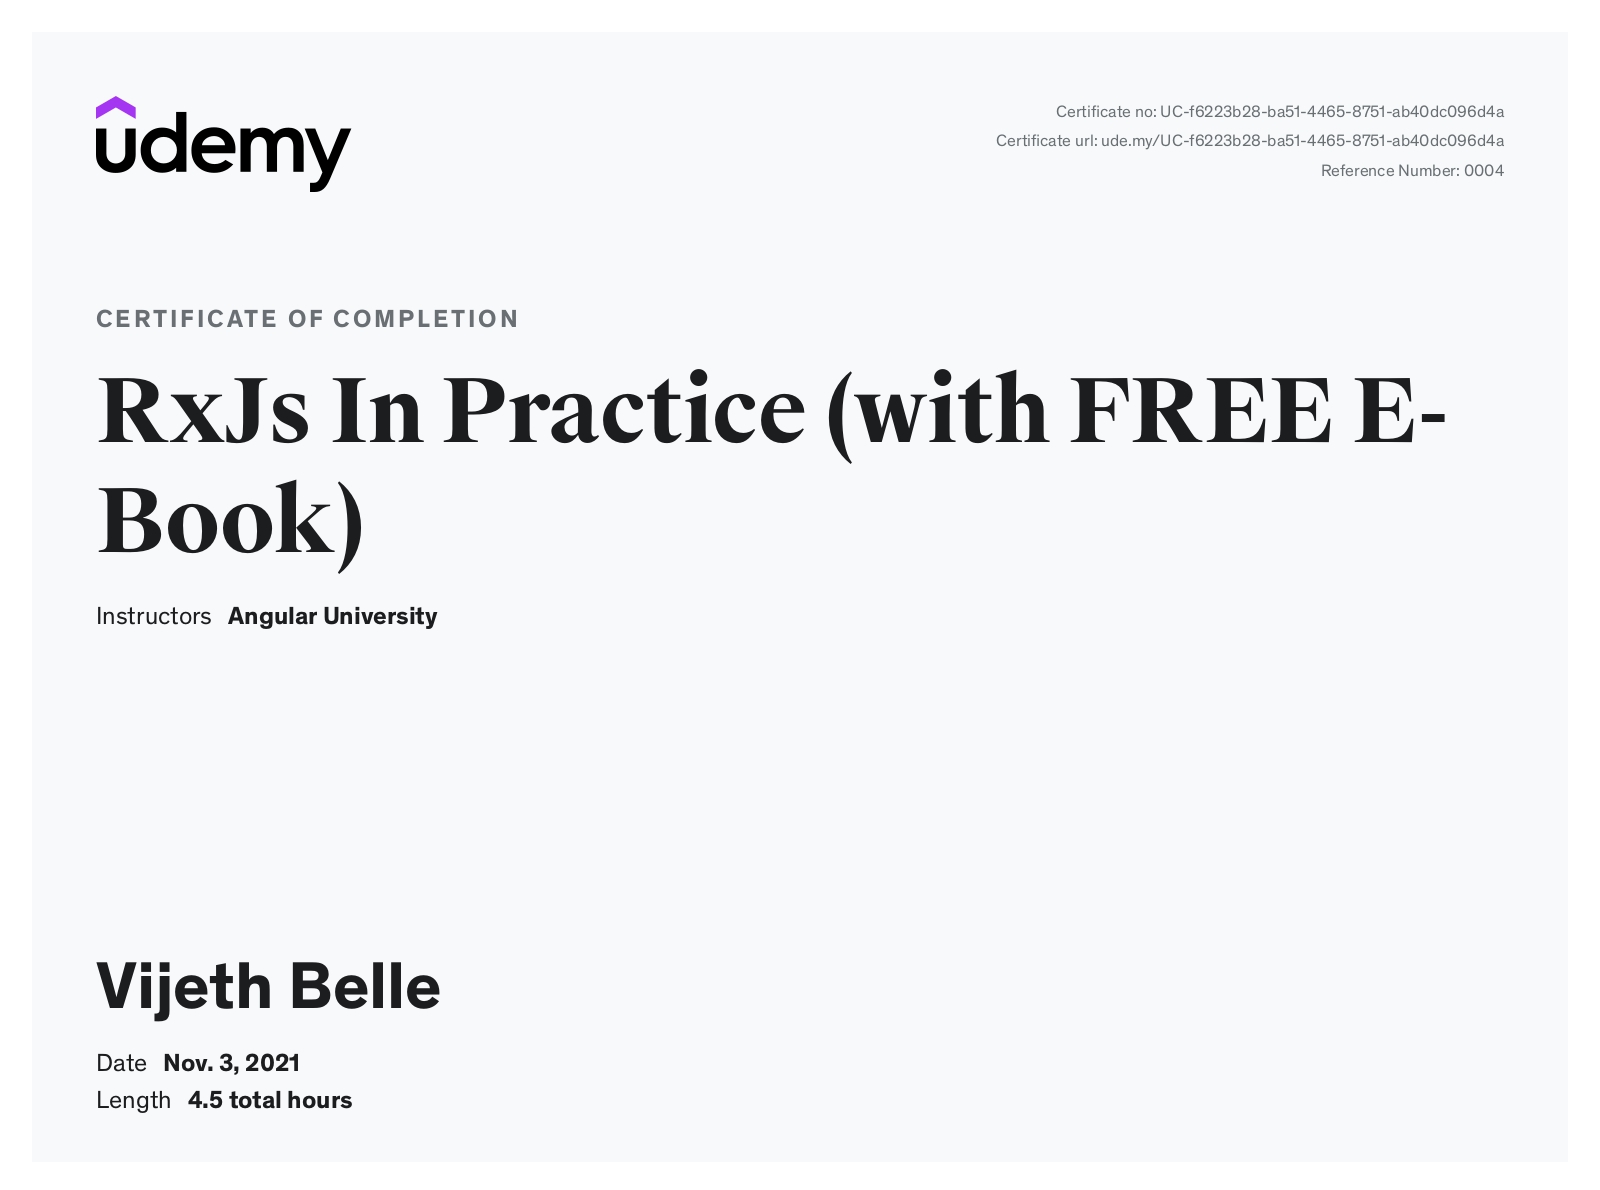 udemy
Certificate no: UC-f6223b28-ba51-4465-8751-ab40dc096d4a
Certificate url: ude.my/UC-f6223b28-ba51-4465-8751-ab40dc096d4a
Reference Number: 0004
CERTIFICATE OF COMPLETION
RxJs In Practice (with FREE E-
Book)
Instructors Angular University
Vijeth Belle
Date Nov. 3, 2021
Length 4.5 total hours